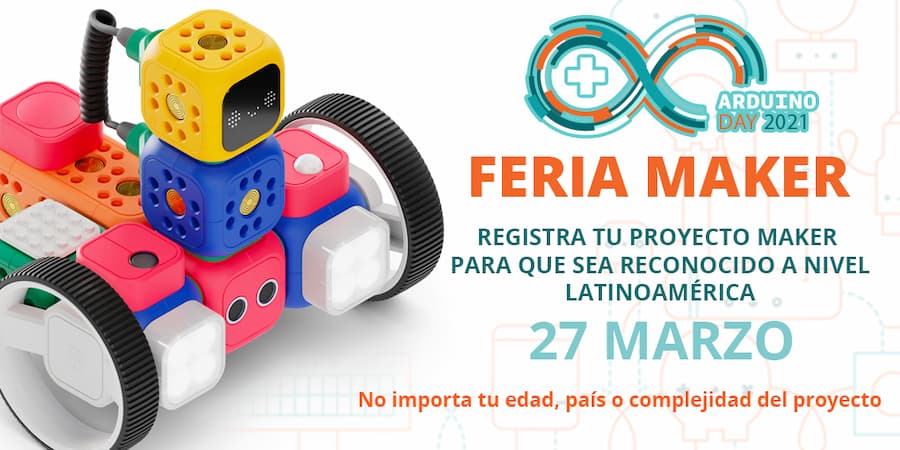 ARDUINO
DAY 2021
FERIA MAKER
REGISTRA TU PROYECTO MAKER
PARA QUE SEA RECONOCIDO A NIVEL
LATINOAMÉRICA
27 MARZO
No importa tu edad, país o complejidad del proyecto